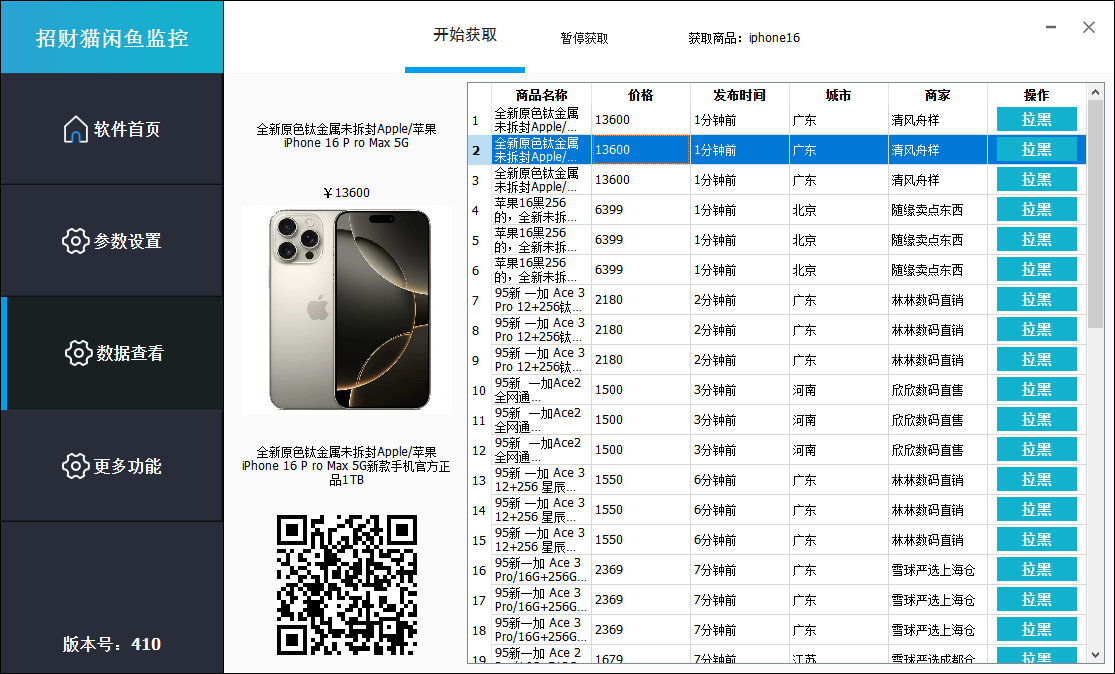 招财猫闲鱼监控
开始获取
暂停获取
获取商品：iphone16
软件首页
参数设置
数据查看
更多功能
版本号：410
全新原色钛金属未拆封Apple/苹果
iPhone 16 P ro Max 5G
￥13600
全新原色钛金属未拆封Apple/苹果
iPhone 16 P ro Max 5G新款手机官方正
品1TB
商品名称 价格 发布时间 城市 商家 操作
1 全新原色钛金属 13600 1分钟前 广东 清风舟样 拉黑
未拆封Apple/...
2 全新原色钛金属 13600 1分钟前 广东 清风舟样 拉黑
未拆封Apple/...
3 全新原色钛金属 13600 1分钟前 广东 清风舟样 拉黑
未拆封Apple/...
4 苹果16黑256 6399 1分钟前 北京 随缘卖点东西 拉黑
的，全新未拆...
5 苹果16黑256 6399 1分钟前 北京 随缘卖点东西 拉黑
的，全新未拆...
6 苹果16黑256 6399 1分钟前 北京 随缘卖点东西 拉黑
的，全新未拆...
7 95新 一加 Ace 3 2180 2分钟前 广东 林林数码直销 拉黑
Pro 12+256钛...
8 95新 一加 Ace 3 2180 2分钟前 广东 林林数码直销 拉黑
Pro 12+256钛...
9 95新 一加 Ace 3 2180 2分钟前 广东 林林数码直销 拉黑
Pro 12+256钛...
10 95新 一加Ace2 1500 3分钟前 河南 欣欣数码直售 拉黑
全网通...
11 95新 一加Ace2 1500 3分钟前 河南 欣欣数码直售 拉黑
全网通...
12 95新 一加Ace2 1500 3分钟前 河南 欣欣数码直售 拉黑
全网通...
13 95新 一加 Ace 3 1550 6分钟前 广东 林林数码直销 拉黑
12+256 星辰...
14 95新 一加 Ace 3 1550 6分钟前 广东 林林数码直销 拉黑
12+256 星辰...
15 95新 一加 Ace 3 1550 6分钟前 广东 林林数码直销 拉黑
12+256 星辰...
16 95新一加 Ace 3 2369 7分钟前 广东 雪球严选上海仓 拉黑
Pro/16G+256G...
17 95新一加 Ace 3 2369 7分钟前 广东 雪球严选上海仓 拉黑
Pro/16G+256G...
18 95新一加 Ace 3 2369 7分钟前 广东 雪球严选上海仓 拉黑
Pro/16G+256G...
19 95新一加 Ace 2 1679 7分钟前 江苏 雪球严选成都仓 拉黑